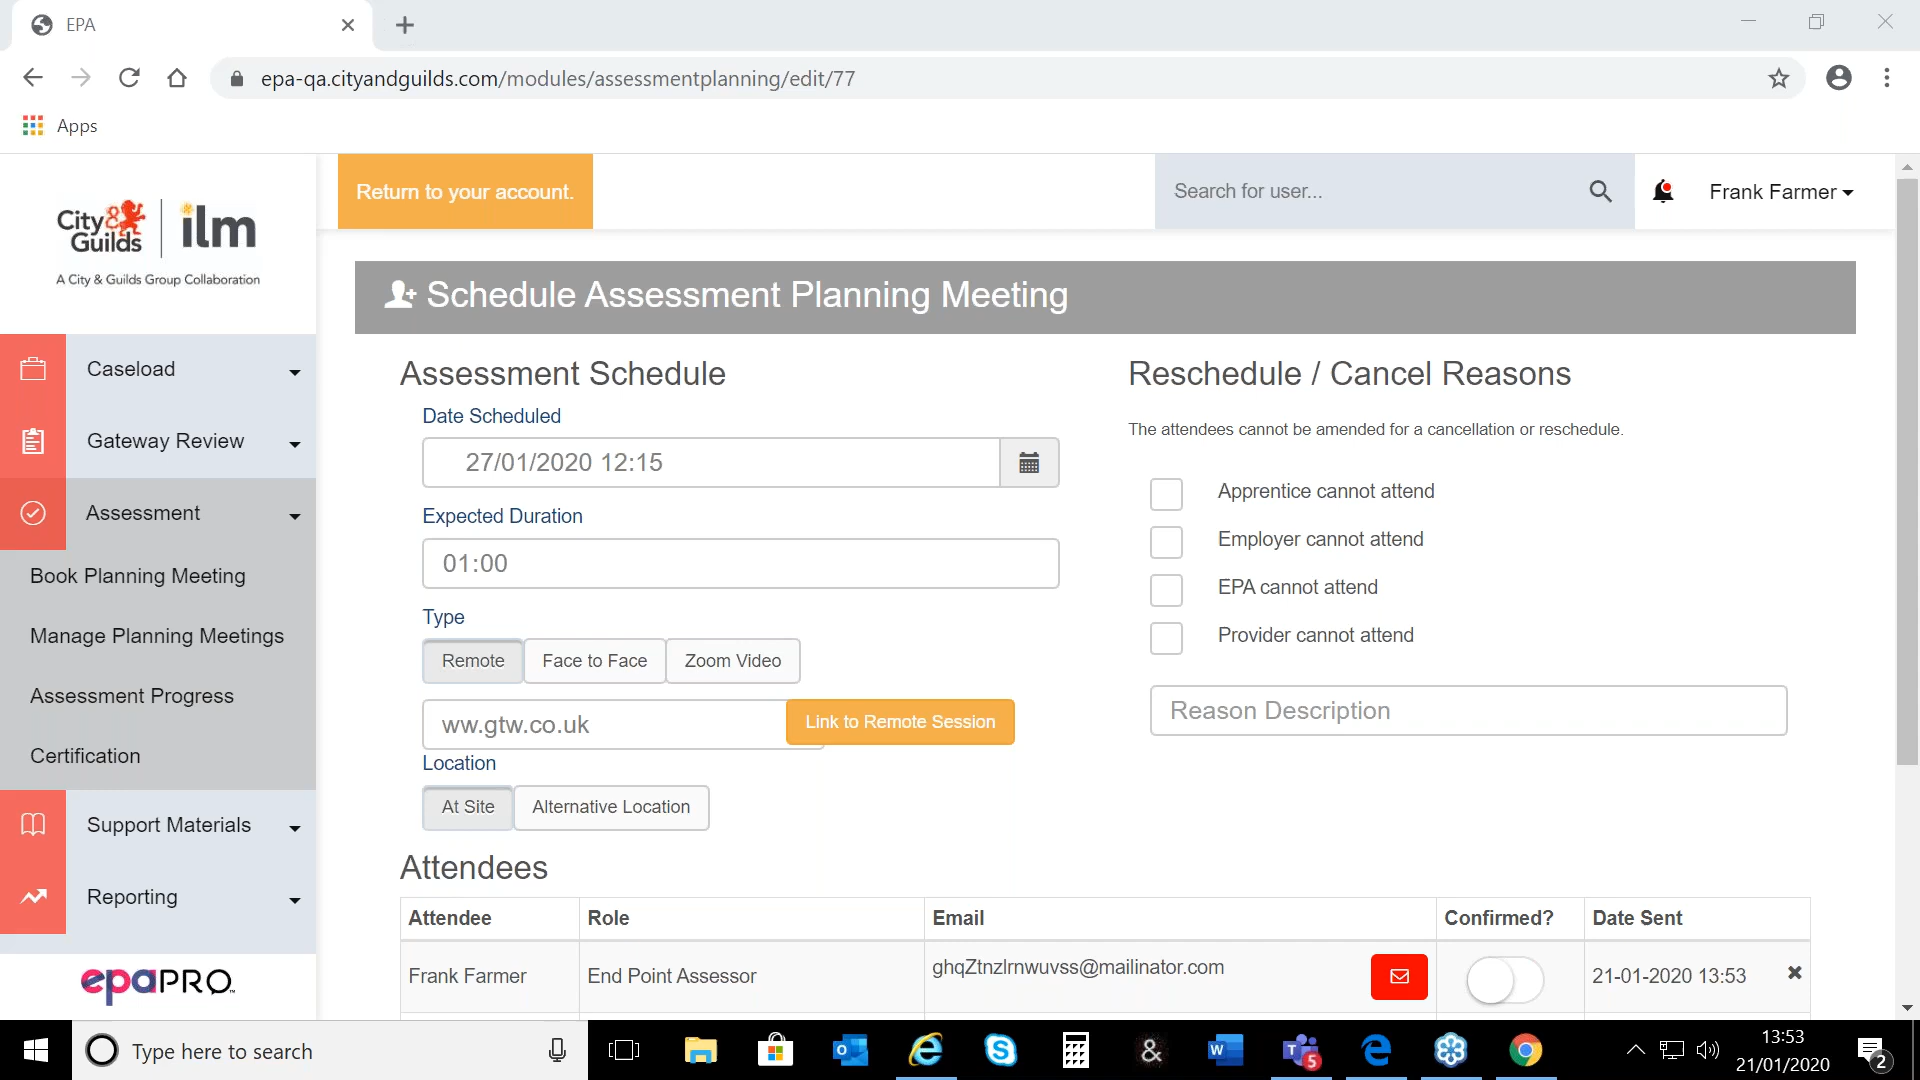 EPA
epa-qa.cityandguilds.com/modules/assessmentplanning/edit/77
Apps
City & Guilds
ilm
A City & Guilds Group Collaboration
Return to your account.
Search for user...
Frank Farmer
Caseload
Gateway Review
Assessment
Book Planning Meeting
Manage Planning Meetings
Assessment Progress
Certification
Support Materials
Reporting
epaPRO
Schedule Assessment Planning Meeting
Assessment Schedule
Date Scheduled
27/01/2020 12:15
Expected Duration
01:00
Type
Remote Face to Face Zoom Video
ww.gtw.co.uk Link to Remote Session
Location
At Site Alternative Location
Reschedule / Cancel Reasons
The attendees cannot be amended for a cancellation or reschedule.
Apprentice cannot attend
Employer cannot attend
EPA cannot attend
Provider cannot attend
Reason Description
Attendees
Attendee Role Email Confirmed? Date Sent
Frank Farmer End Point Assessor ghqZtnzlrnwuvss@mailinator.com 21-01-2020 13:53
Type here to search
5
13:53
21/01/2020
2